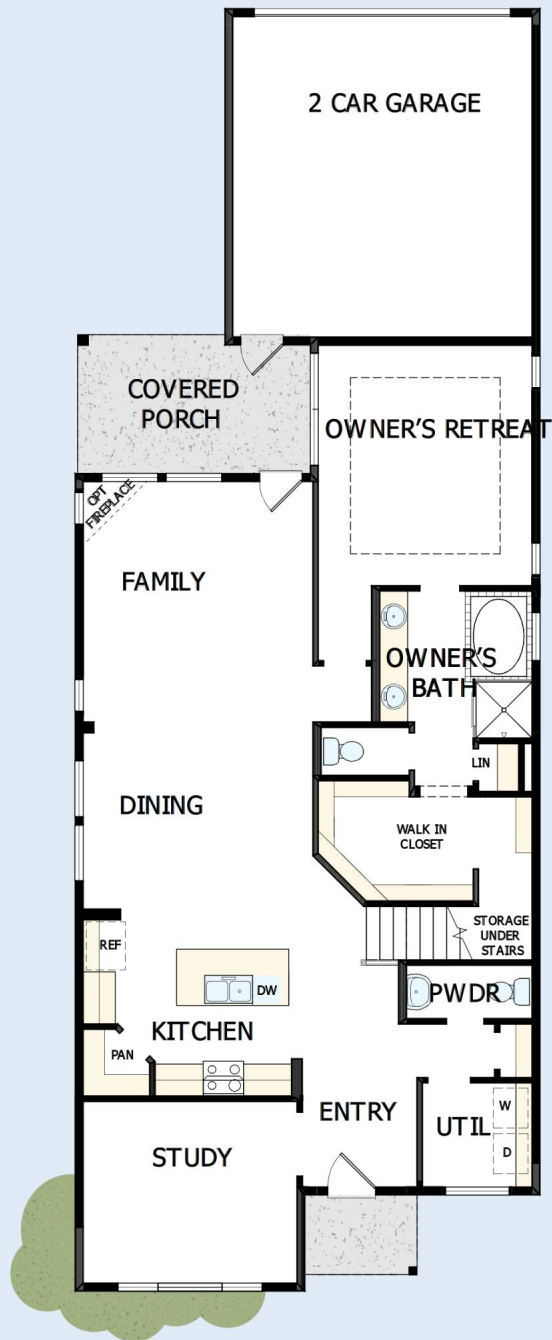 2 CAR GARAGE
COVERED
PORCH
OWNER'S RETREAT
OPT
FIREPLACE
FAMILY
OWNER'S
BATH
LIN
DINING
WALK IN
CLOSET
STORAGE
UNDER
STAIRS
REF
DW
PWDR
KITCHEN
PAN
ENTRY
UTIL
W
D
STUDY